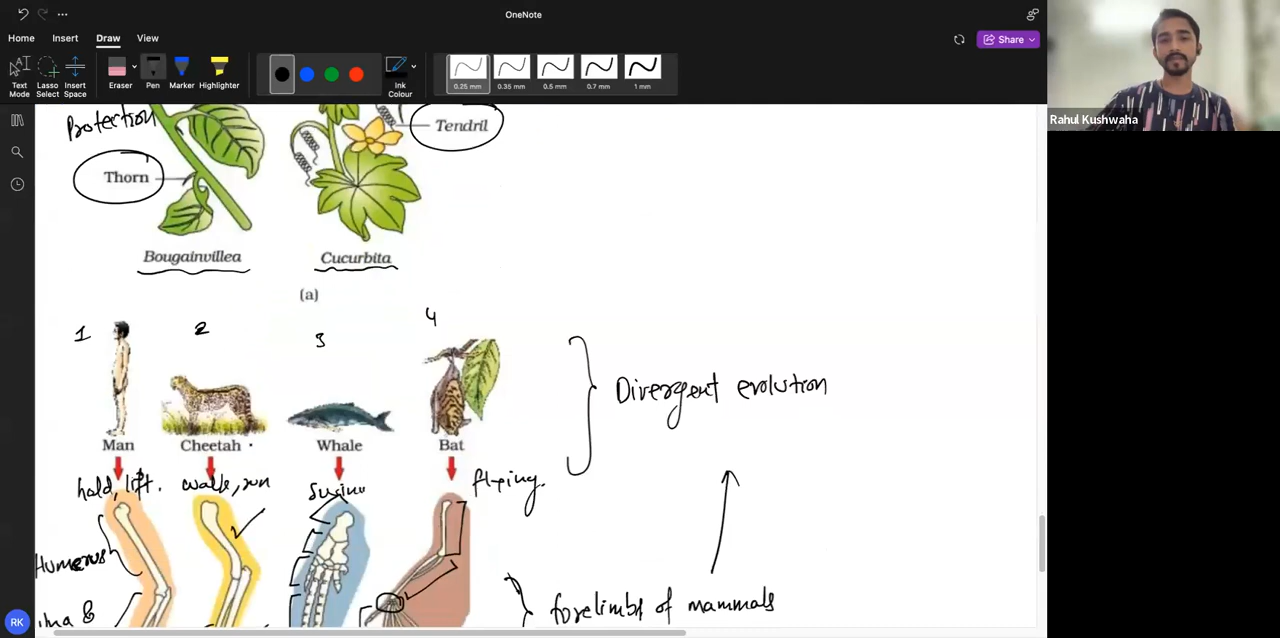 OneNote
Home Insert Draw View
Share
Text Mode
Lasso Select
Insert Space
Eraser
Pen
Marker
Highlighter
Ink Colour
0.25 mm
0.35 mm
0.5 mm
0.7 mm
1 mm
Rahul Kushwaha
Protection
Tendril
Thorn
Bougainvillea
Cucurbita
(a)
1 2 3 4
Divergent evolution
Man Cheetah Whale Bat
hold, lift. walk, run flying.
Humerus
&
forelimbs of mammals
RK